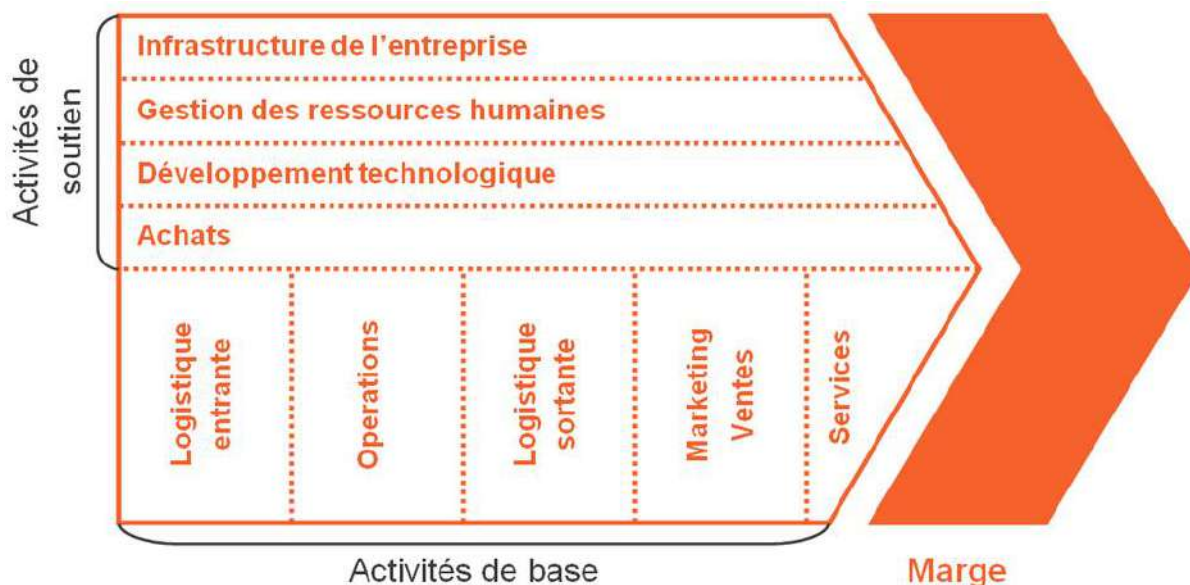 Activités de
soutien
Infrastructure de l'entreprise
Gestion des ressources humaines
Développement technologique
Achats
Logistique
entrante
Operations
Logistique
sortante
Marketing
Ventes
Services
Activités de base
Marge